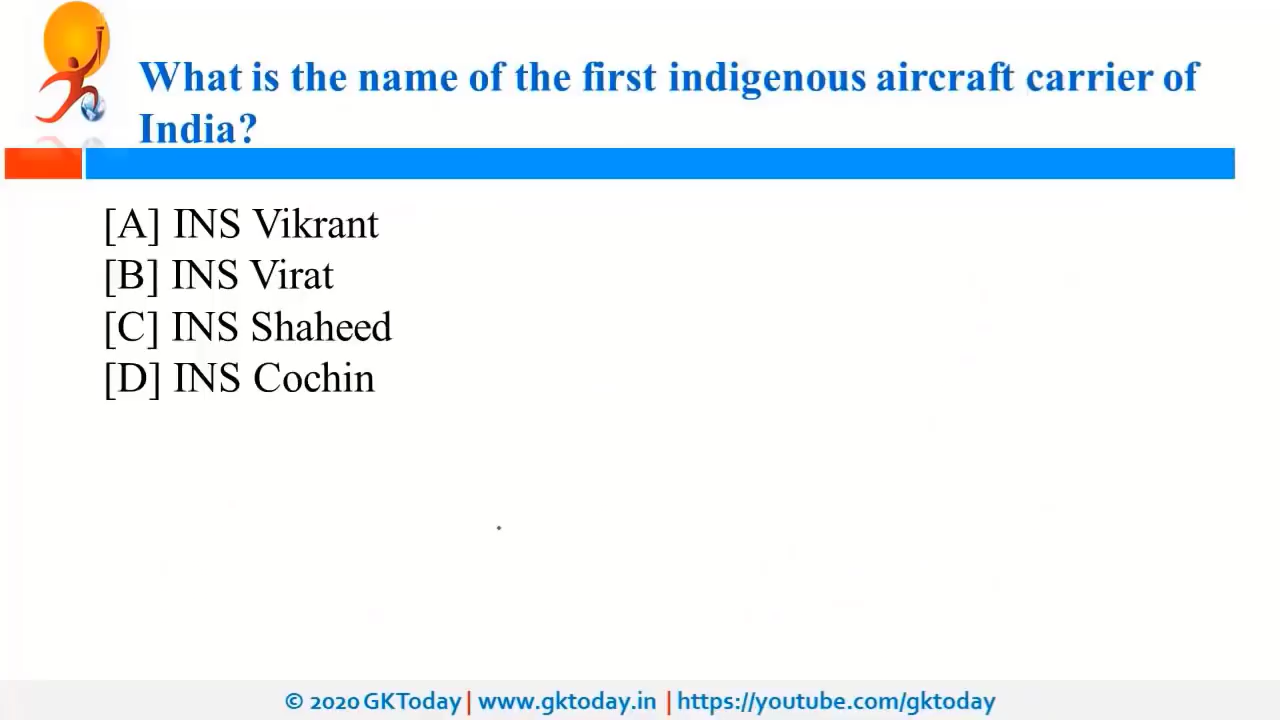 What is the name of the first indigenous aircraft carrier of
India?
[A] INS Vikrant
[B] INS Virat
[C] INS Shaheed
[D] INS Cochin
© 2020 GKToday | www.gktoday.in | https://youtube.com/gktoday